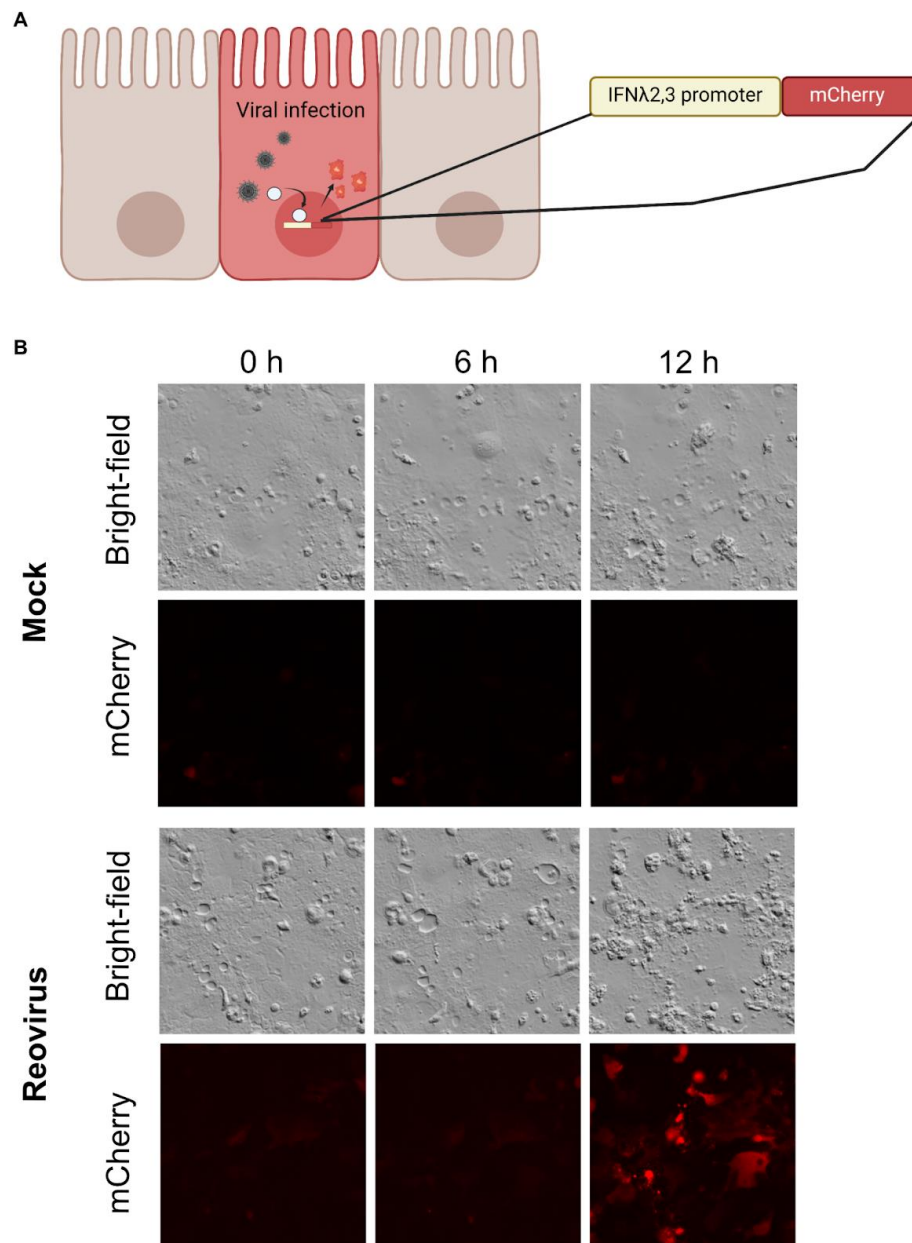 A
Viral infection
IFNλ2,3 promoter
mCherry
B
0 h
6 h
12 h
Mock
Bright-field
mCherry
Reovirus
Bright-field
mCherry